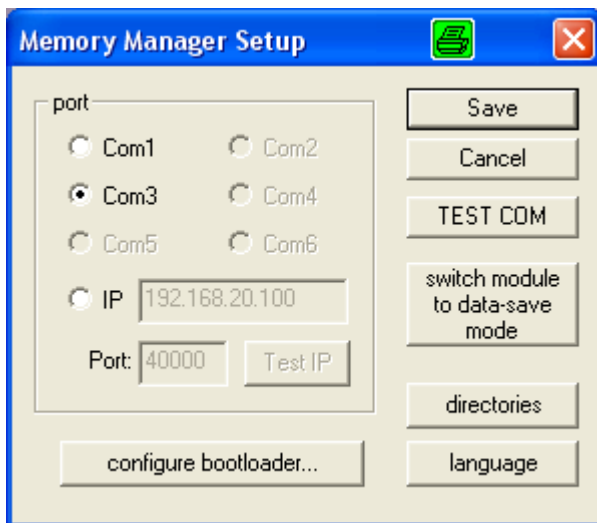 Memory Manager Setup
port
Com1
Com2
Com3
Com4
Com5
Com6
IP 192.168.20.100
Port: 40000 Test IP
configure bootloader...
Save
Cancel
TEST COM
switch module
to data-save
mode
directories
language